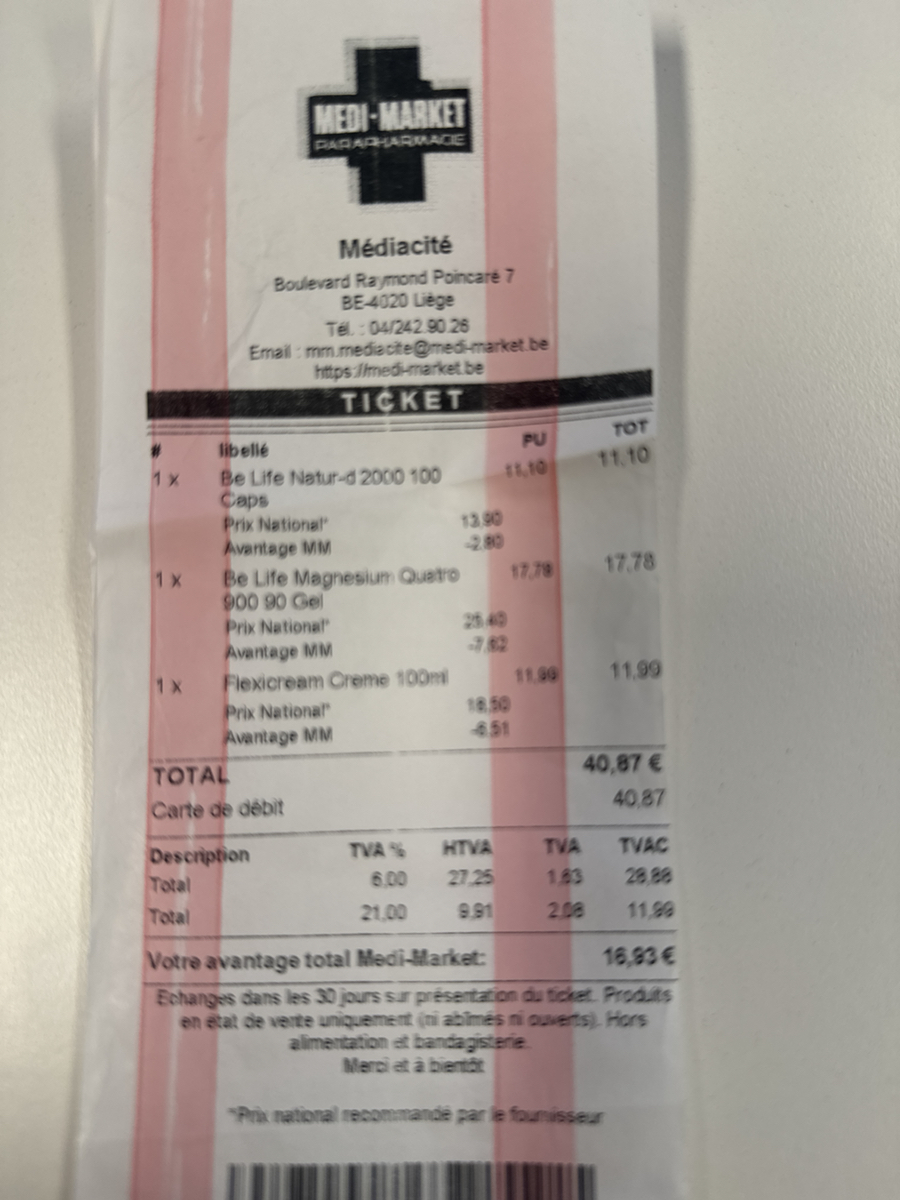 MEDI-MARKET
PARAPHARMACIE
Médiacité
Boulevard Raymond Poincaré 7
BE-4020 Liège
Tél. : 04/242.90.26
Email : mm.mediacite@medi-market.be
https://medi-market.be
TICKET
# libellé PU TOT
1 x Be Life Natur-d 2000 100 11,10 11,10
Caps
Prix National* 13,90
Avantage MM -2,80
1 x Be Life Magnesium Quatro 17,78 17,78
900 90 Gel
Prix National* 25,40
Avantage MM -7,62
1 x Flexicream Creme 100ml 11,99 11,99
Prix National* 18,50
Avantage MM -6,51
TOTAL 40,87 €
Carte de débit 40,87
Description TVA % HTVA TVA TVAC
Total 6,00 27,25 1,63 28,88
Total 21,00 9,91 2,08 11,99
Votre avantage total Medi-Market: 16,93 €
Echanges dans les 30 jours sur présentation du ticket. Produits
en état de vente uniquement (ni abîmés ni ouverts). Hors
alimentation et bandagisterie.
Merci et à bientôt
*Prix national recommandé par le fournisseur